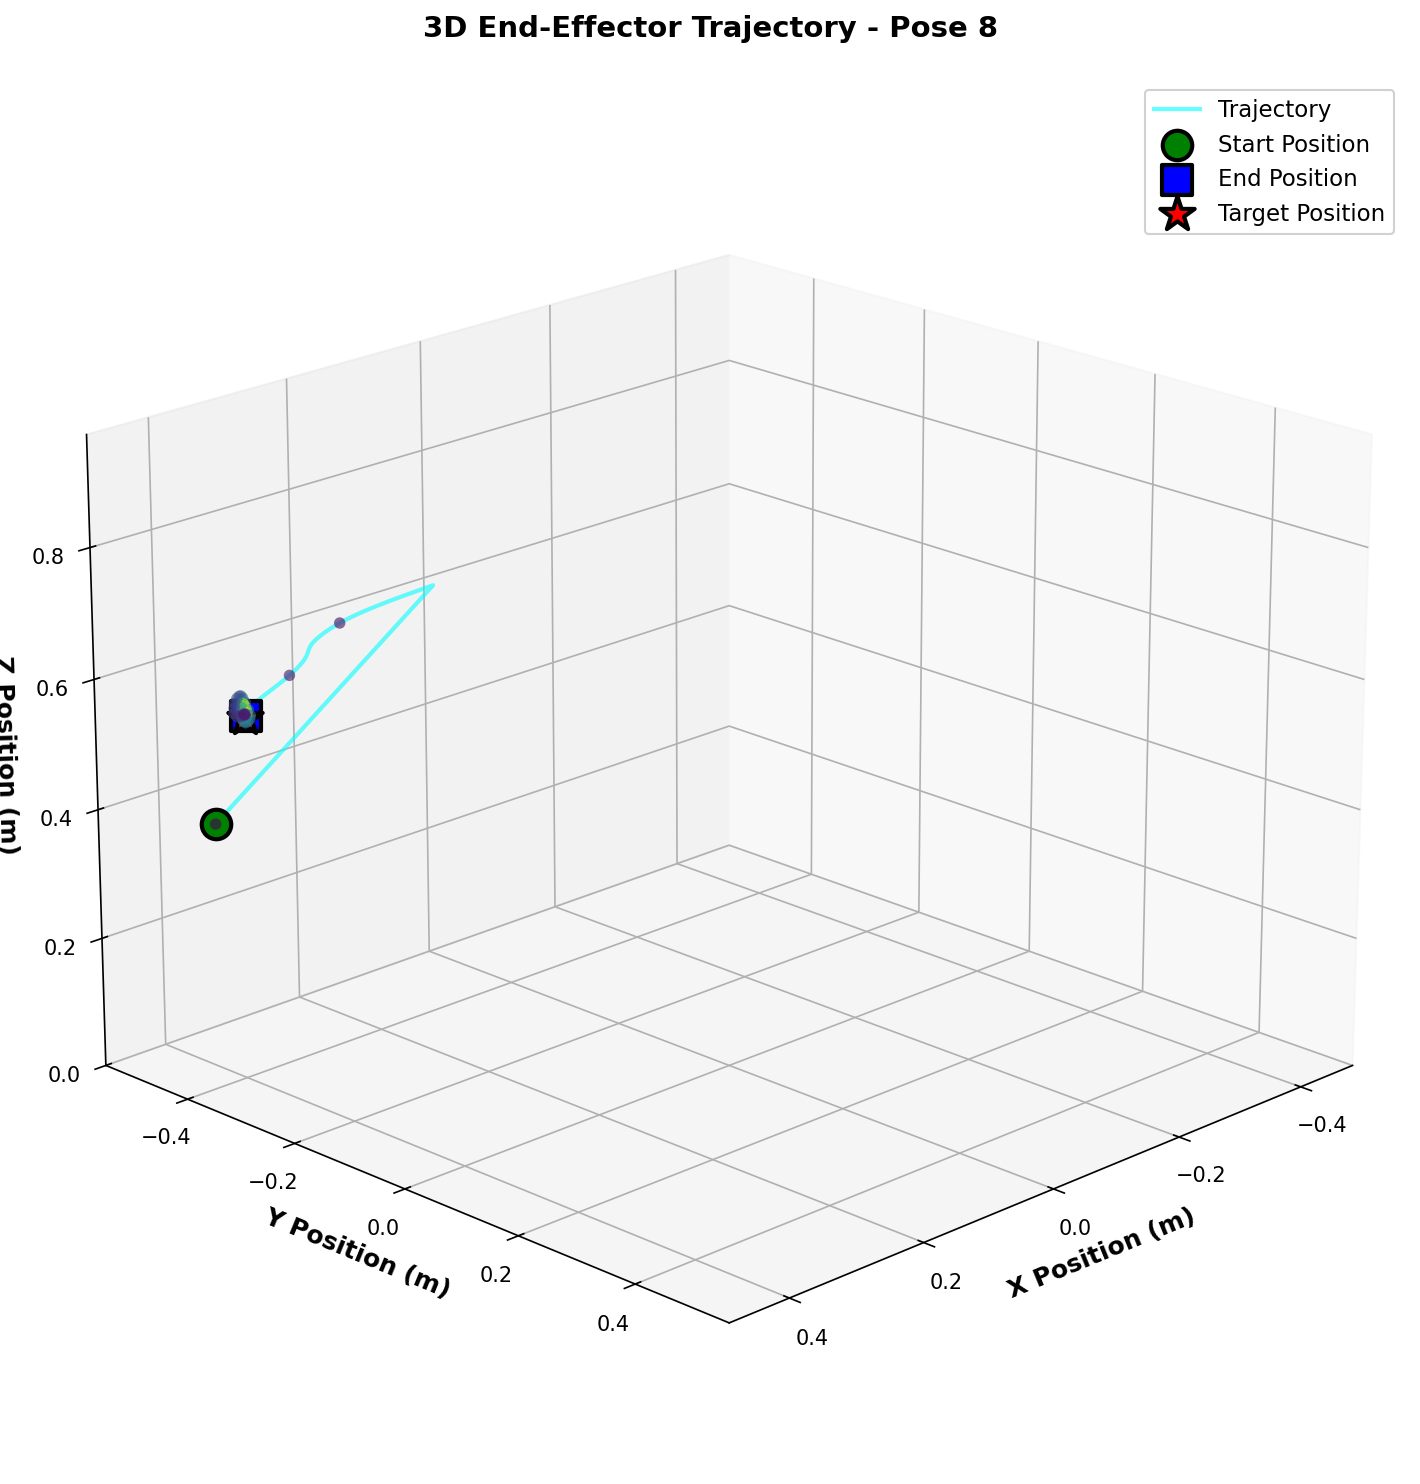 3D End-Effector Trajectory - Pose 8
Trajectory
Start Position
End Position
Target Position
0.8
0.6
0.4
0.2
0.0
Z Position (m)
−0.4
−0.2
0.0
0.2
0.4
Y Position (m)
−0.4
−0.2
0.0
0.2
0.4
X Position (m)